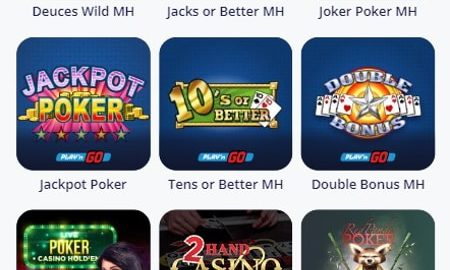 Deuces Wild MH
Jacks or Better MH
Joker Poker MH
JACKPOT
POKER
PLAY'n GO
10's or
BETTER
PLAY'n GO
DOUBLE
BONUS
PLAY'n GO
Jackpot Poker
Tens or Better MH
Double Bonus MH
LIVE
POKER
CASINO HOLD'EM
2 HAND
CASINO
POKER